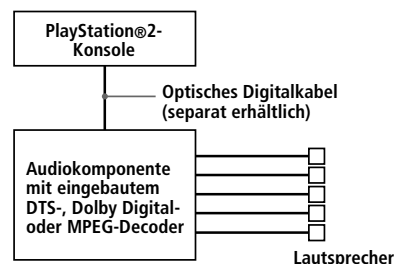 PlayStation®2-
Konsole
Optisches Digitalkabel
(separat erhältlich)
Audiokomponente
mit eingebautem
DTS-, Dolby Digital-
oder MPEG-Decoder
Lautsprecher